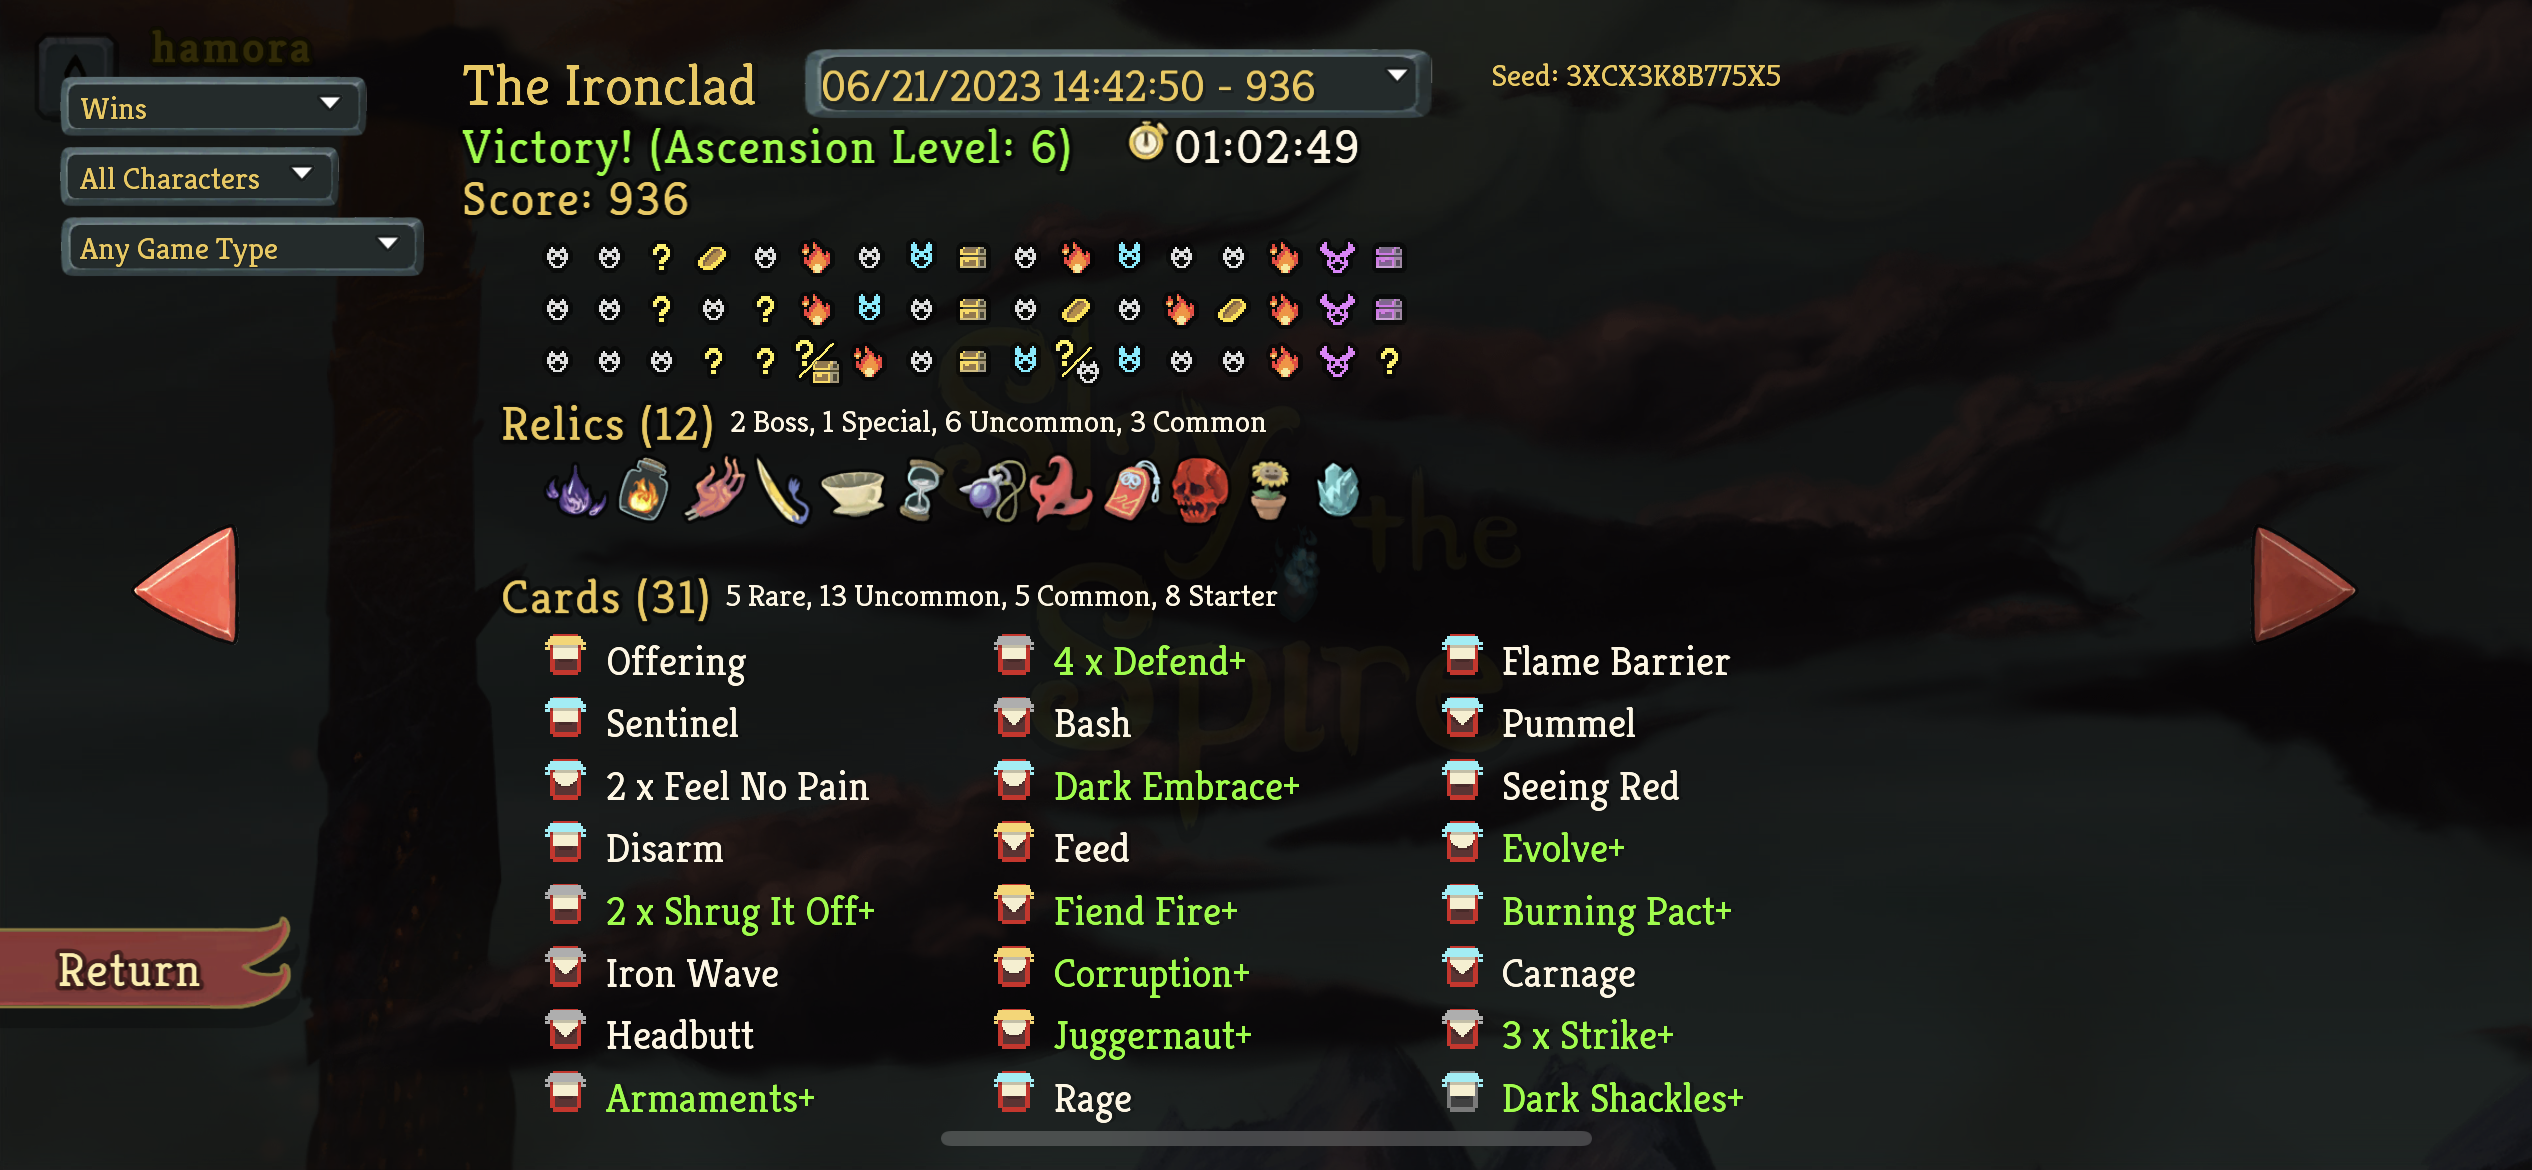 hamora
Wins
All Characters
Any Game Type
The Ironclad
06/21/2023 14:42:50 - 936
Seed: 3XCX3K8B775X5
Victory! (Ascension Level: 6)
01:02:49
Score: 936
Relics (12) 2 Boss, 1 Special, 6 Uncommon, 3 Common
Slay the Spire
Cards (31) 5 Rare, 13 Uncommon, 5 Common, 8 Starter
Offering 4 x Defend+ Flame Barrier
Sentinel Bash Pummel
2 x Feel No Pain Dark Embrace+ Seeing Red
Disarm Feed Evolve+
2 x Shrug It Off+ Fiend Fire+ Burning Pact+
Iron Wave Corruption+ Carnage
Headbutt Juggernaut+ 3 x Strike+
Armaments+ Rage Dark Shackles+
Return